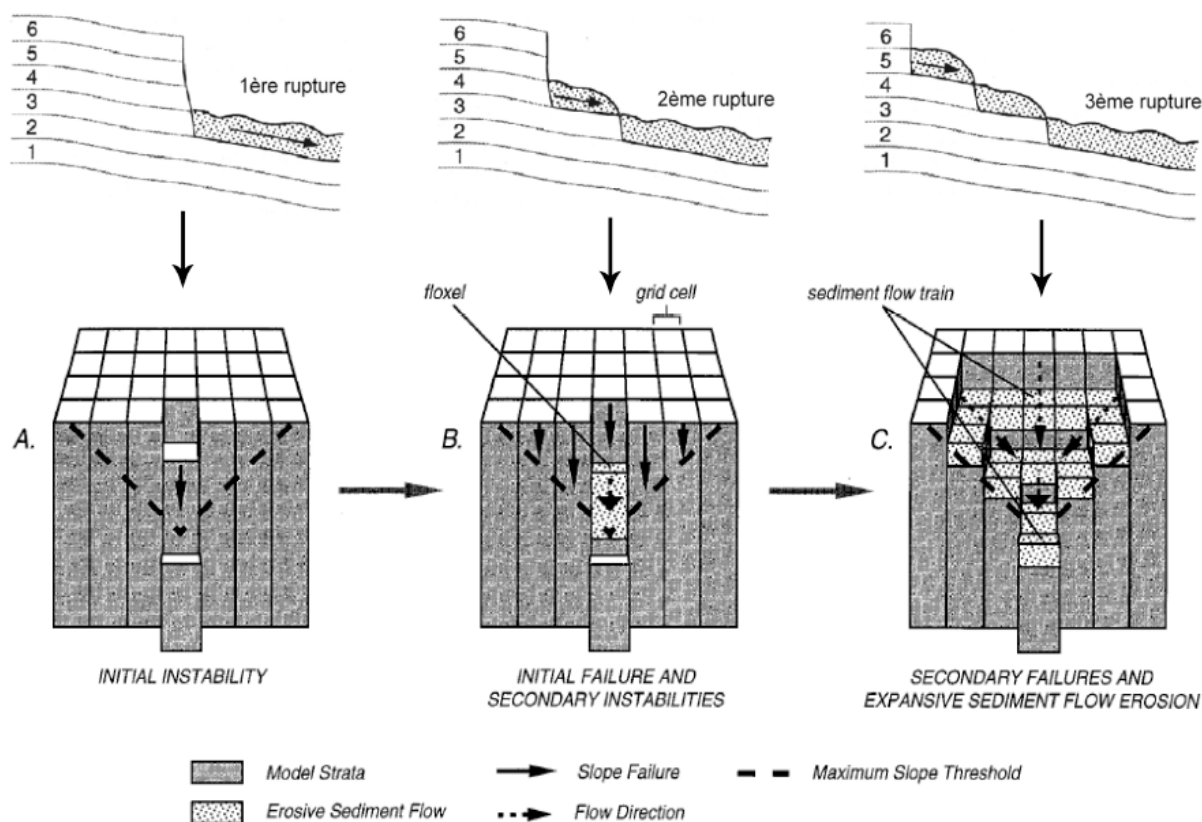 6
5
4
3
2
1
1ère rupture
6
5
4
3
2
1
2ème rupture
6
5
4
3
2
1
3ème rupture
floxel
grid cell
sediment flow train
A.
B.
C.
INITIAL INSTABILITY
INITIAL FAILURE AND
SECONDARY INSTABILITIES
SECONDARY FAILURES AND
EXPANSIVE SEDIMENT FLOW EROSION
Model Strata
Slope Failure
Maximum Slope Threshold
Erosive Sediment Flow
Flow Direction